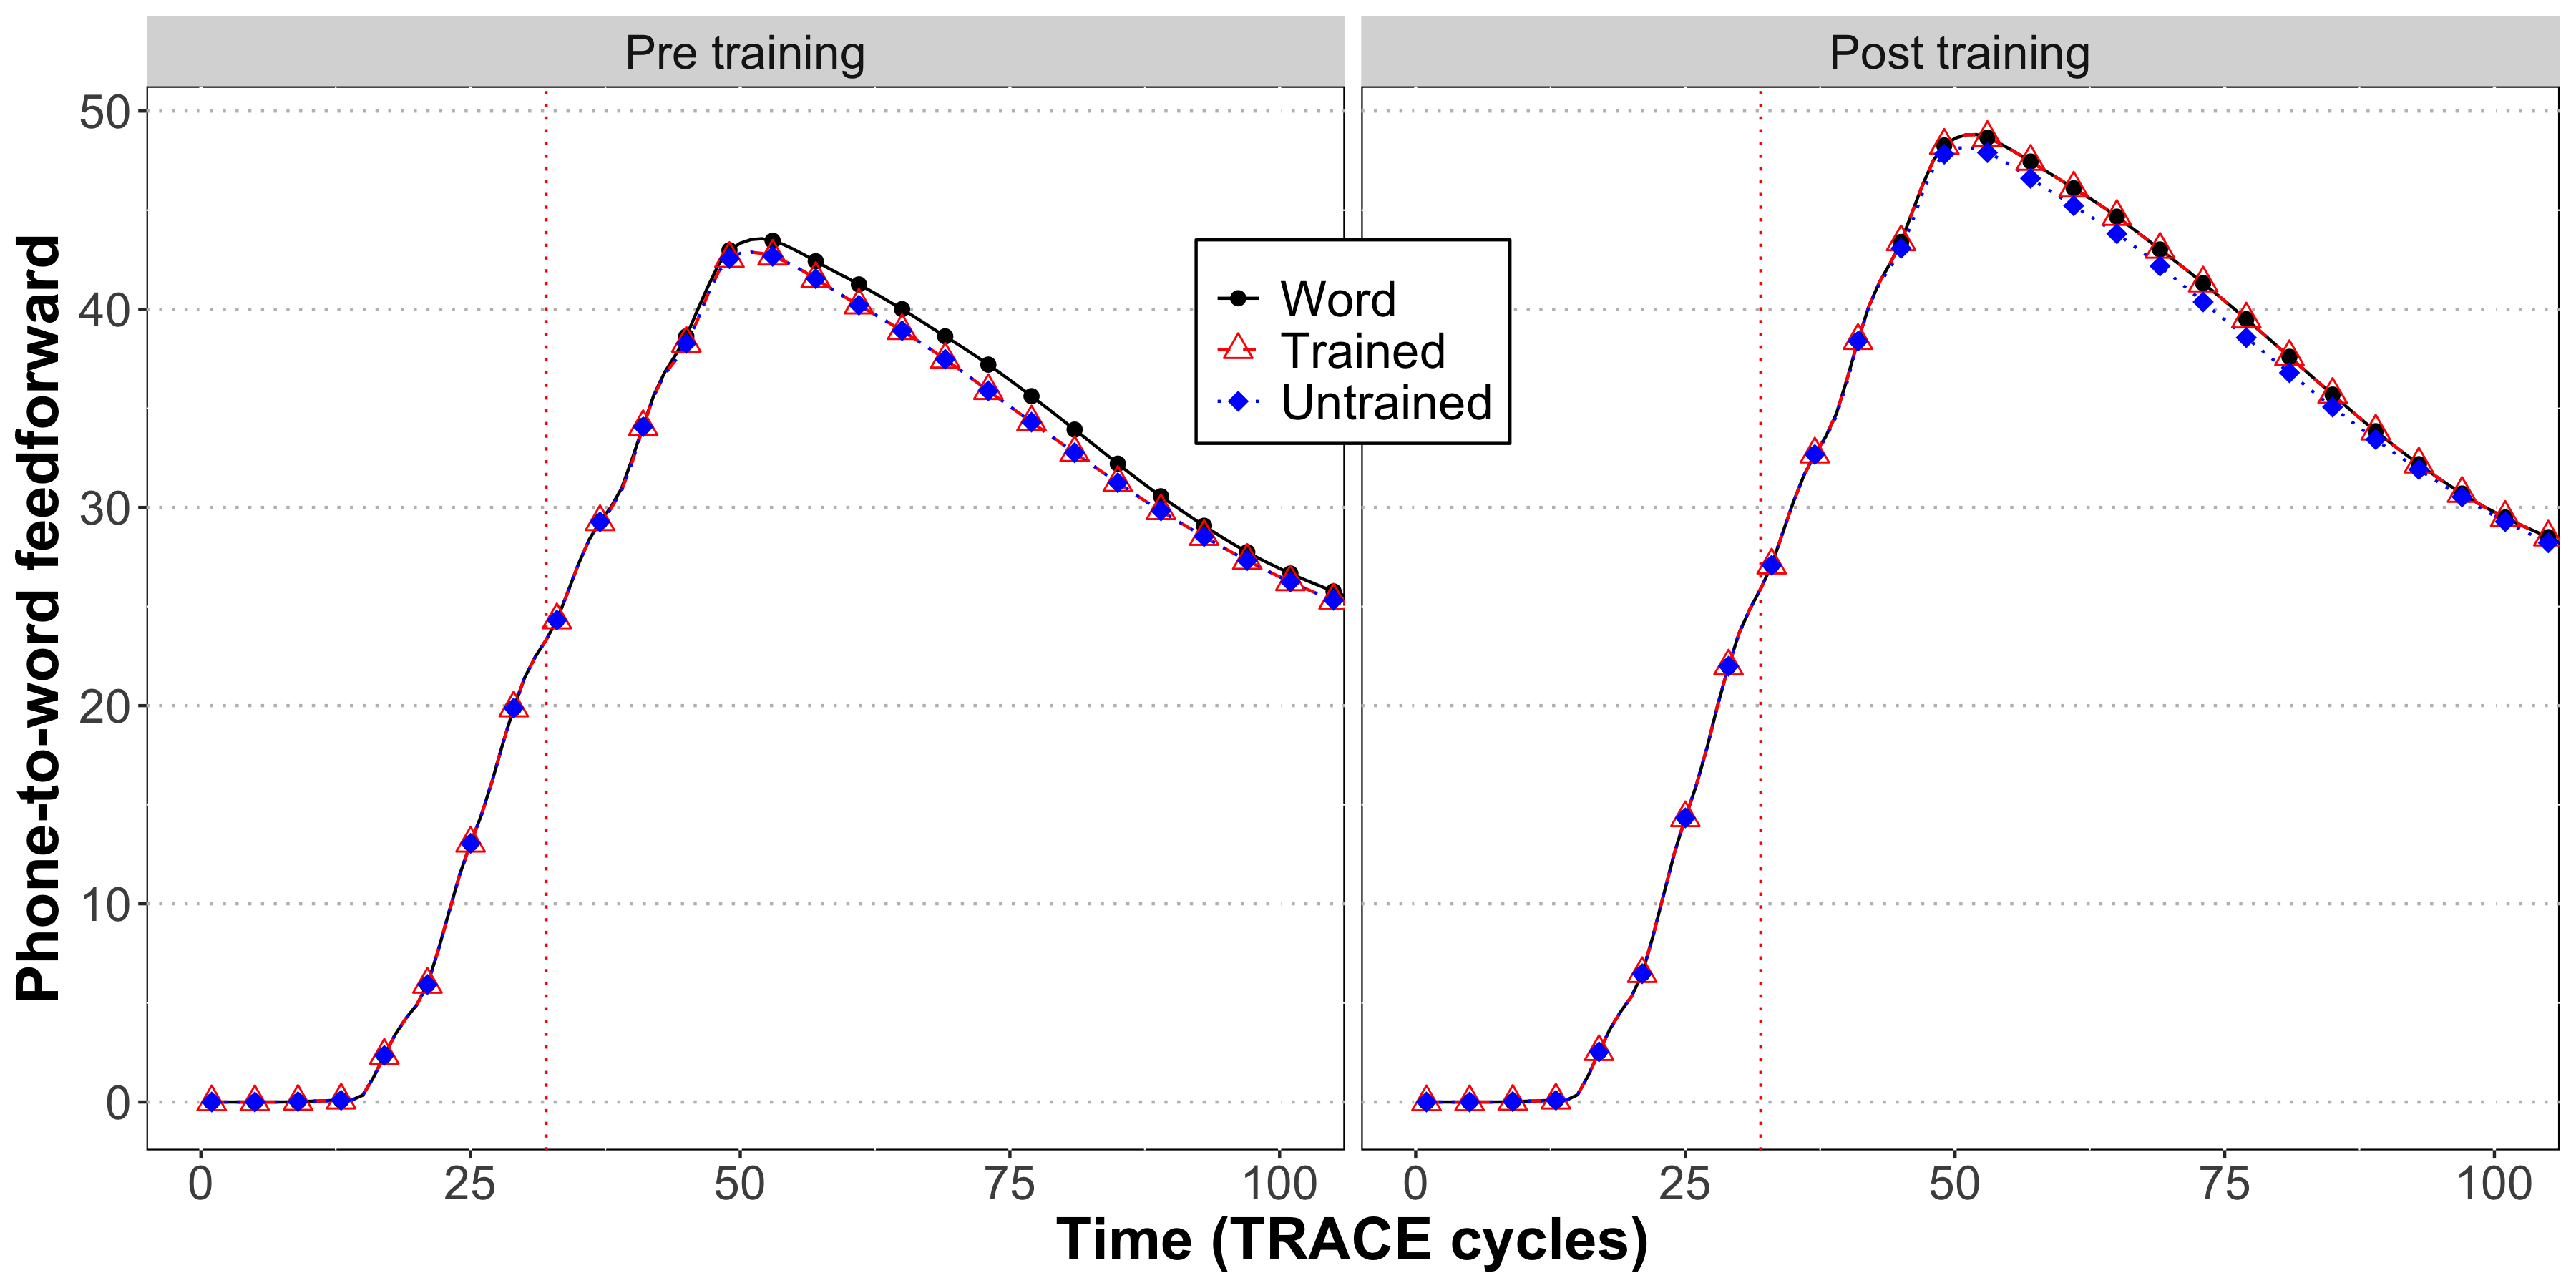 Pre training
Post training
Phone-to-word feedforward
50
40
30
20
10
0
Word
Trained
Untrained
0 25 50 75 100
0 25 50 75 100
Time (TRACE cycles)